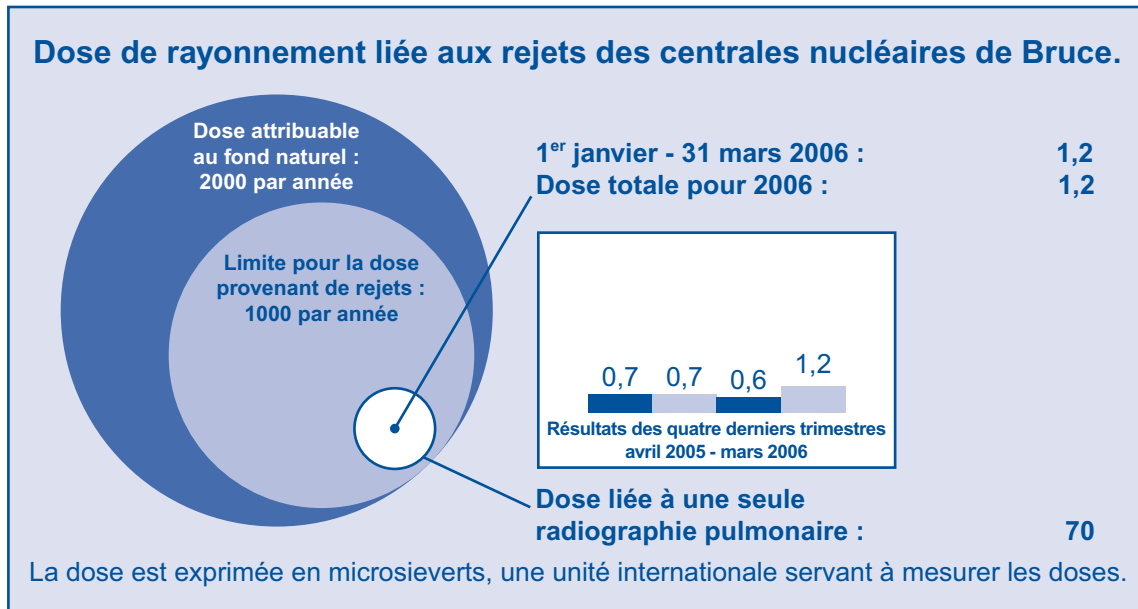 Dose de rayonnement liée aux rejets des centrales nucléaires de Bruce.
Dose attribuable
au fond naturel :
2000 par année
Limite pour la dose
provenant de rejets :
1000 par année
1er janvier - 31 mars 2006 : 1,2
Dose totale pour 2006 : 1,2
0,7 0,7 0,6 1,2
Résultats des quatre derniers trimestres
avril 2005 - mars 2006
Dose liée à une seule
radiographie pulmonaire : 70
La dose est exprimée en microsieverts, une unité internationale servant à mesurer les doses.